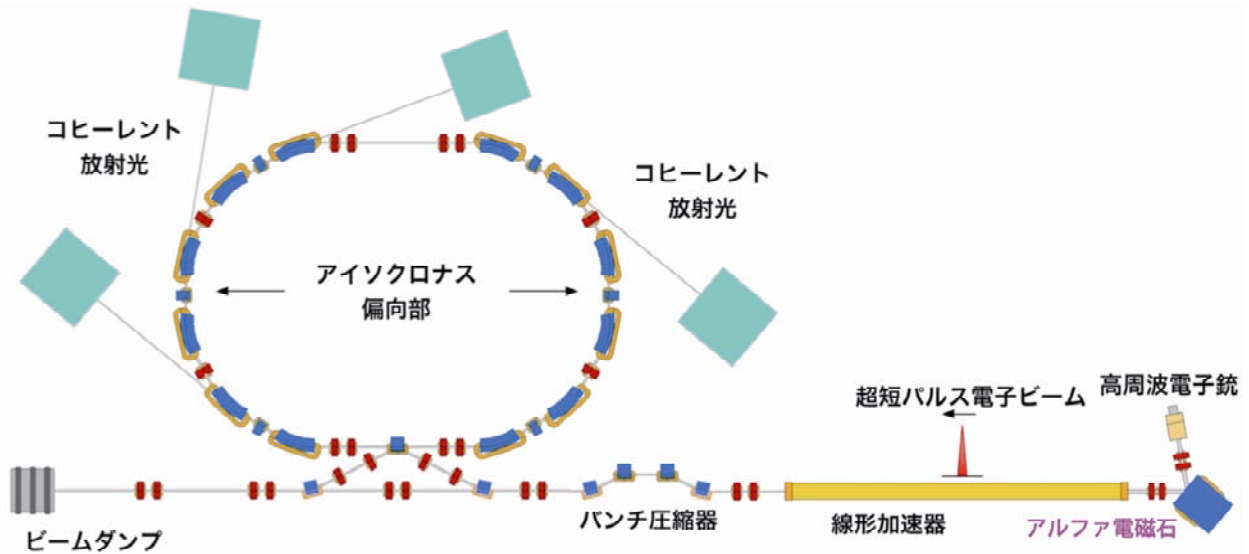 コヒーレント
放射光
コヒーレント
放射光
アイソクロナス
偏向部
超短パルス電子ビーム
高周波電子銃
バンチ圧縮器
線形加速器
アルファ電磁石
ビームダンプ